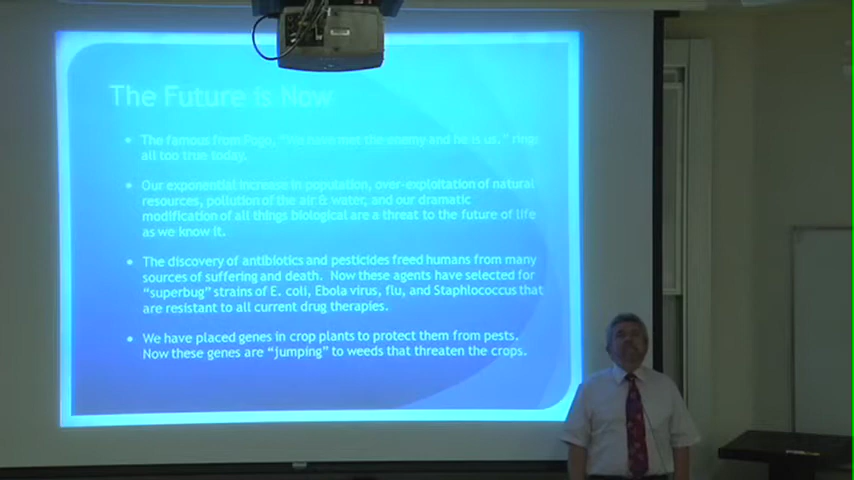 The Future is Now
• The famous from Pogo, "We have met the enemy and he is us." rings
all too true today.
• Our exponential increase in population, over-exploitation of natural
resources, pollution of the air & water, and our dramatic
modification of all things biological are a threat to the future of life
as we know it.
• The discovery of antibiotics and pesticides freed humans from many
sources of suffering and death. Now these agents have selected for
"superbug" strains of E. coli, Ebola virus, flu, and Staphlococcus that
are resistant to all current drug therapies.
• We have placed genes in crop plants to protect them from pests.
Now these genes are "jumping" to weeds that threaten the crops.